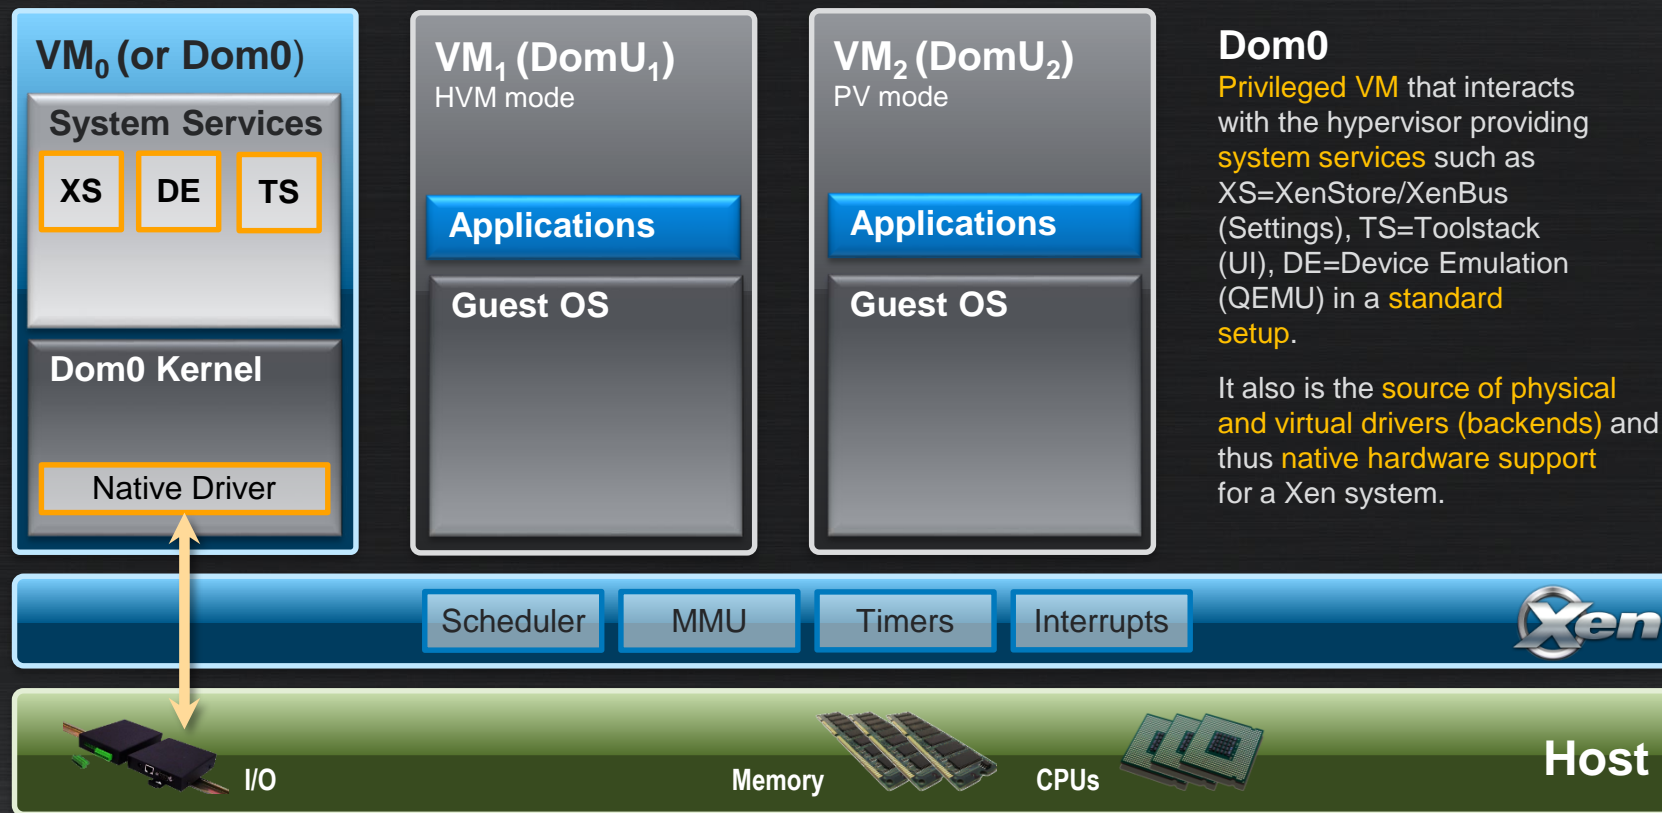 VM0 (or Dom0)
System Services
XS
DE
TS
Dom0 Kernel
Native Driver
VM1 (DomU1)
HVM mode
Applications
Guest OS
VM2 (DomU2)
PV mode
Applications
Guest OS
Dom0
Privileged VM that interacts
with the hypervisor providing
system services such as
XS=XenStore/XenBus
(Settings), TS=Toolstack
(UI), DE=Device Emulation
(QEMU) in a standard
setup.
It also is the source of physical
and virtual drivers (backends) and
thus native hardware support
for a Xen system.
Scheduler
MMU
Timers
Interrupts
Xen
I/O
Memory
CPUs
Host